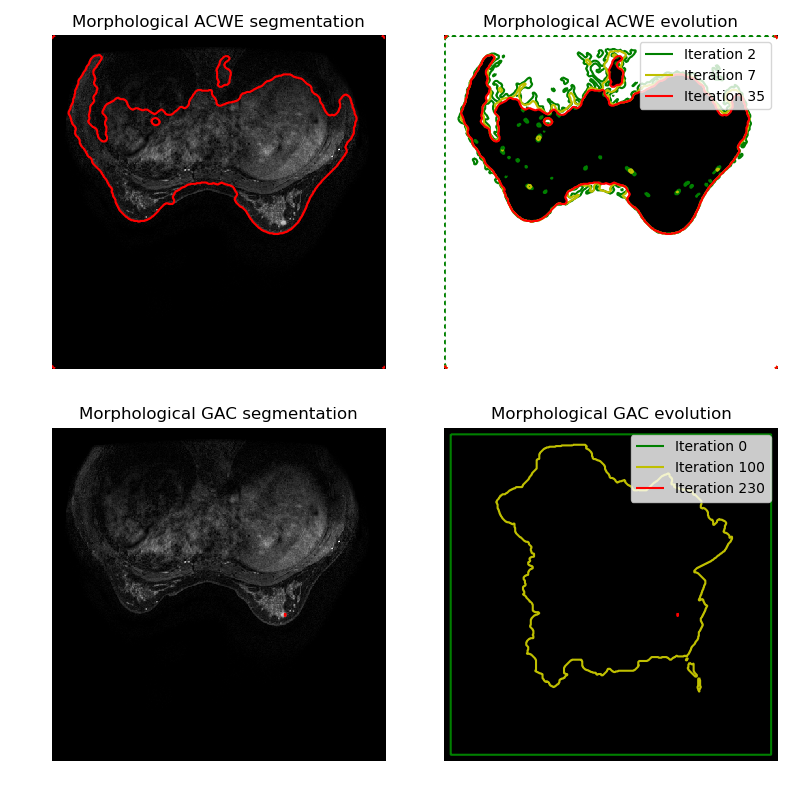 Morphological ACWE segmentation
Morphological ACWE evolution
Iteration 2
Iteration 7
Iteration 35
Morphological GAC segmentation
Morphological GAC evolution
Iteration 0
Iteration 100
Iteration 230